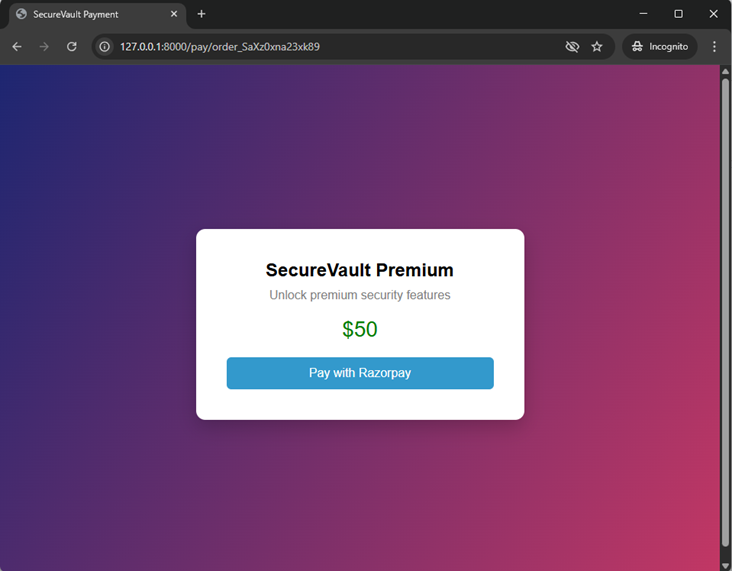 SecureVault Payment
127.0.0.1:8000/pay/order_SaXz0xna23xk89
Incognito
SecureVault Premium
Unlock premium security features
$50
Pay with Razorpay